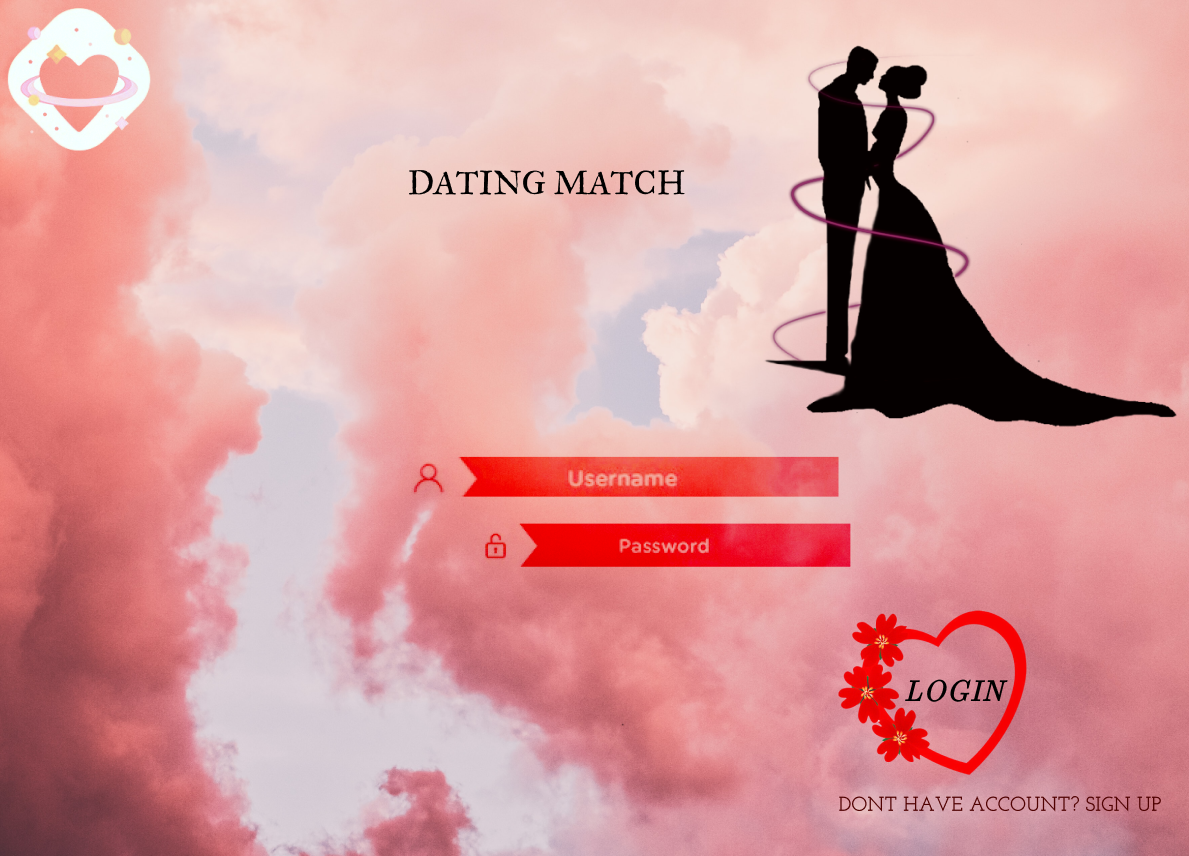 DATING MATCH
Username
Password
LOGIN
DONT HAVE ACCOUNT? SIGN UP